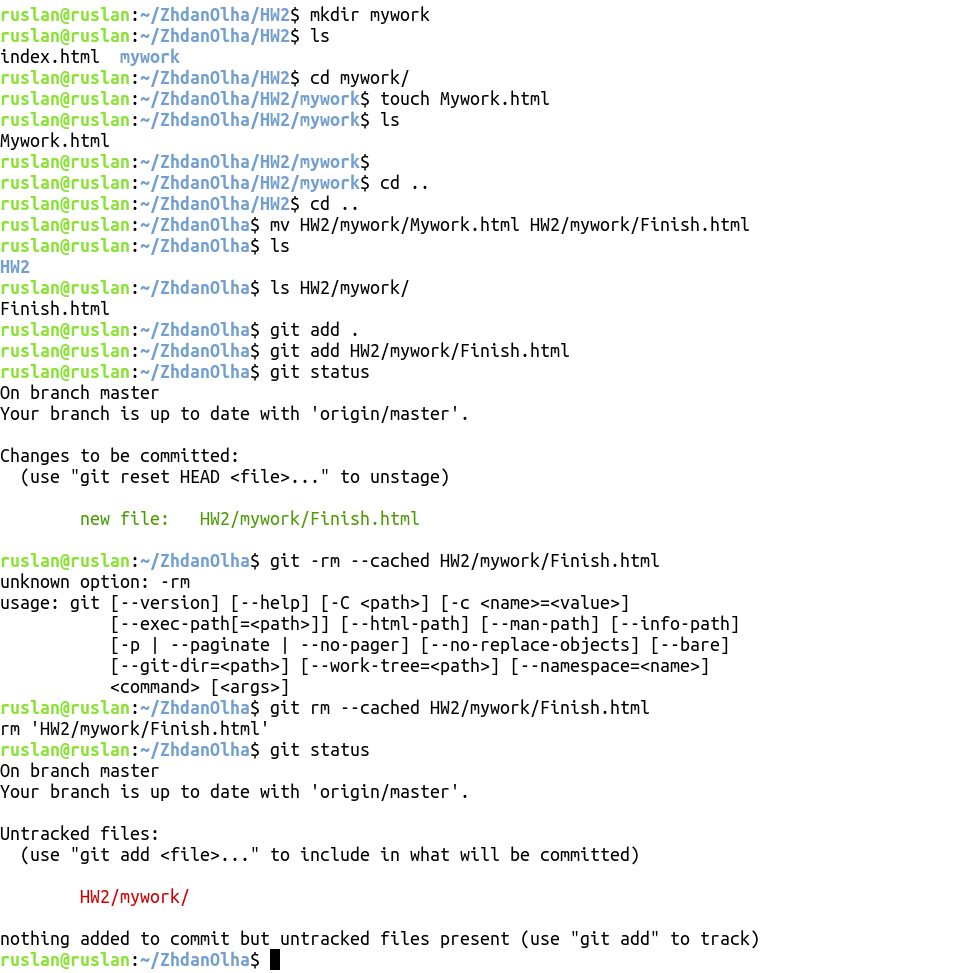 ruslan@ruslan:~/ZhdanOlha/HW2$ mkdir mywork
ruslan@ruslan:~/ZhdanOlha/HW2$ ls
index.html  mywork
ruslan@ruslan:~/ZhdanOlha/HW2$ cd mywork/
ruslan@ruslan:~/ZhdanOlha/HW2/mywork$ touch Mywork.html
ruslan@ruslan:~/ZhdanOlha/HW2/mywork$ ls
Mywork.html
ruslan@ruslan:~/ZhdanOlha/HW2/mywork$
ruslan@ruslan:~/ZhdanOlha/HW2/mywork$ cd ..
ruslan@ruslan:~/ZhdanOlha/HW2$ cd ..
ruslan@ruslan:~/ZhdanOlha$ mv HW2/mywork/Mywork.html HW2/mywork/Finish.html
ruslan@ruslan:~/ZhdanOlha$ ls
HW2
ruslan@ruslan:~/ZhdanOlha$ ls HW2/mywork/
Finish.html
ruslan@ruslan:~/ZhdanOlha$ git add .
ruslan@ruslan:~/ZhdanOlha$ git add HW2/mywork/Finish.html
ruslan@ruslan:~/ZhdanOlha$ git status
On branch master
Your branch is up to date with 'origin/master'.

Changes to be committed:
  (use "git reset HEAD <file>..." to unstage)

        new file:   HW2/mywork/Finish.html

ruslan@ruslan:~/ZhdanOlha$ git -rm --cached HW2/mywork/Finish.html
unknown option: -rm
usage: git [--version] [--help] [-C <path>] [-c <name>=<value>]
           [--exec-path[=<path>]] [--html-path] [--man-path] [--info-path]
           [-p | --paginate | --no-pager] [--no-replace-objects] [--bare]
           [--git-dir=<path>] [--work-tree=<path>] [--namespace=<name>]
           <command> [<args>]
ruslan@ruslan:~/ZhdanOlha$ git rm --cached HW2/mywork/Finish.html
rm 'HW2/mywork/Finish.html'
ruslan@ruslan:~/ZhdanOlha$ git status
On branch master
Your branch is up to date with 'origin/master'.

Untracked files:
  (use "git add <file>..." to include in what will be committed)

        HW2/mywork/

nothing added to commit but untracked files present (use "git add" to track)
ruslan@ruslan:~/ZhdanOlha$